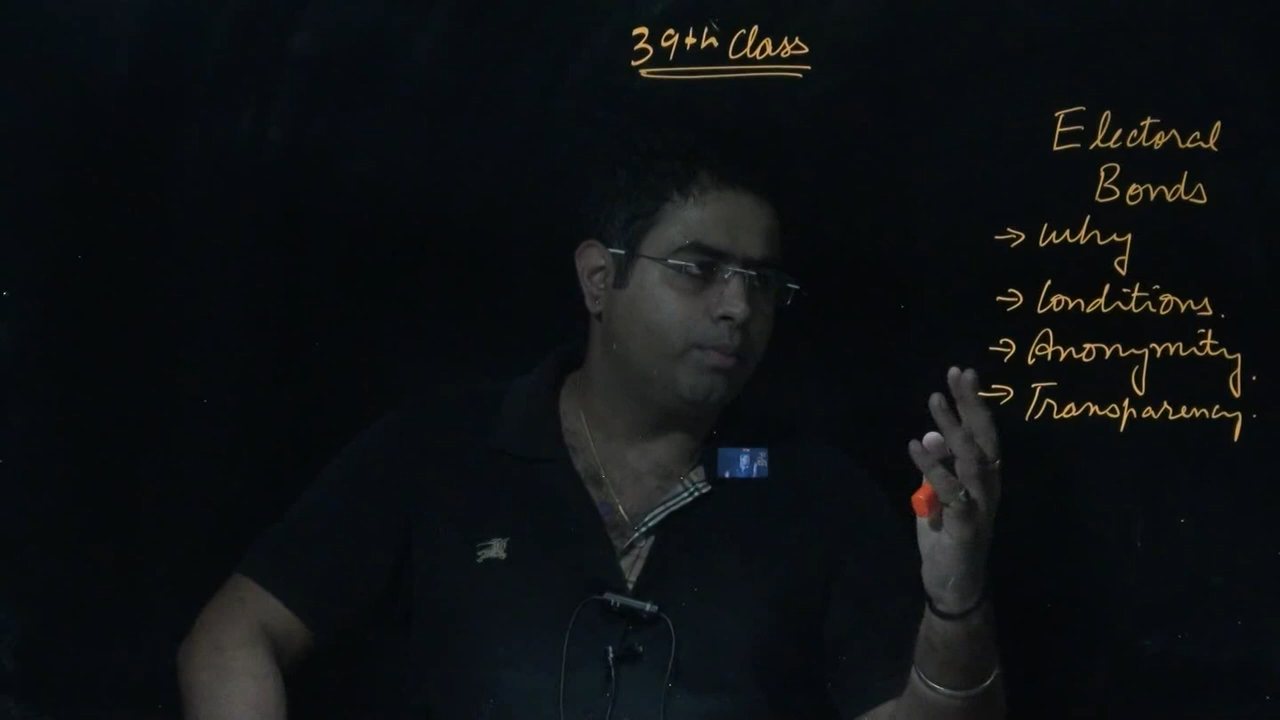 39th Class
Electoral
Bonds
→ Why
→ Conditions.
→ Anonymity.
→ Transparency.